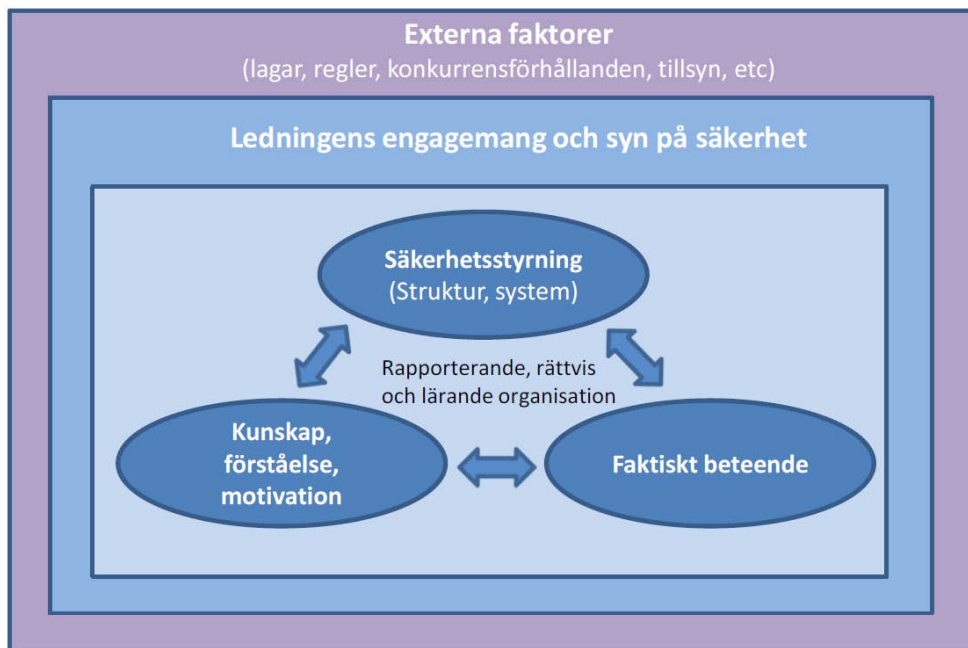 Externa faktorer
(lagar, regler, konkurrensförhållanden, tillsyn, etc)
Ledningens engagemang och syn på säkerhet
Säkerhetsstyrning
(Struktur, system)
Rapporterande, rättvis
och lärande organisation
Kunskap,
förståelse,
motivation
Faktiskt beteende